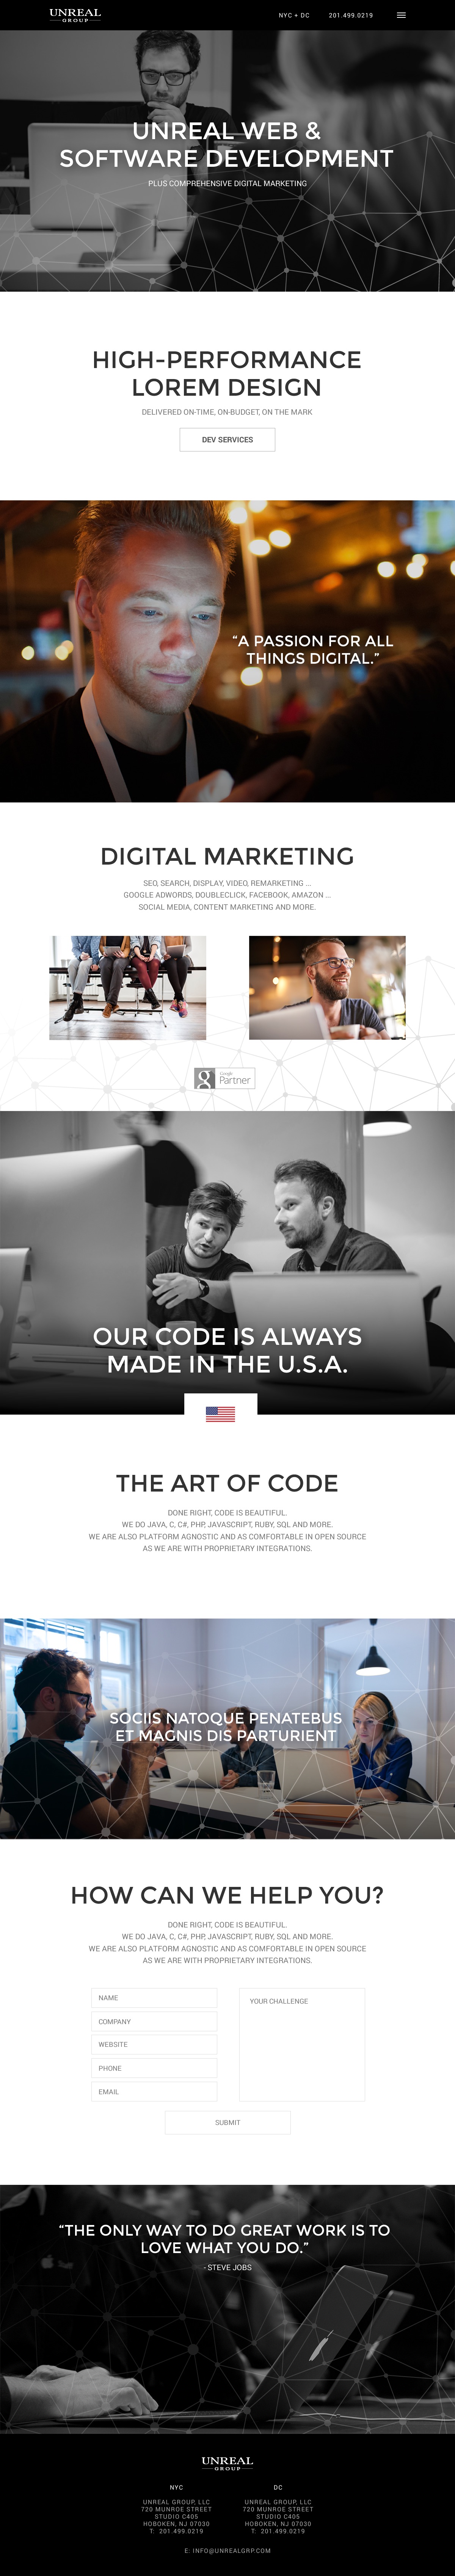 UNREAL
GROUP
NYC + DC
201.499.0219
UNREAL WEB &
SOFTWARE DEVELOPMENT
PLUS COMPREHENSIVE DIGITAL MARKETING
HIGH-PERFORMANCE
LOREM DESIGN
DELIVERED ON-TIME, ON-BUDGET, ON THE MARK
DEV SERVICES
“A PASSION FOR ALL
THINGS DIGITAL.”
DIGITAL MARKETING
SEO, SEARCH, DISPLAY, VIDEO, REMARKETING ...
GOOGLE ADWORDS, DOUBLECLICK, FACEBOOK, AMAZON ...
SOCIAL MEDIA, CONTENT MARKETING AND MORE.
g
Google
Partner
OUR CODE IS ALWAYS
MADE IN THE U.S.A.
THE ART OF CODE
DONE RIGHT, CODE IS BEAUTIFUL.
WE DO JAVA, C, C#, PHP, JAVASCRIPT, RUBY, SQL AND MORE.
WE ARE ALSO PLATFORM AGNOSTIC AND AS COMFORTABLE IN OPEN SOURCE
AS WE ARE WITH PROPRIETARY INTEGRATIONS.
SOCIIS NATOQUE PENATEBUS
ET MAGNIS DIS PARTURIENT
HOW CAN WE HELP YOU?
DONE RIGHT, CODE IS BEAUTIFUL.
WE DO JAVA, C, C#, PHP, JAVASCRIPT, RUBY, SQL AND MORE.
WE ARE ALSO PLATFORM AGNOSTIC AND AS COMFORTABLE IN OPEN SOURCE
AS WE ARE WITH PROPRIETARY INTEGRATIONS.
NAME
COMPANY
WEBSITE
PHONE
EMAIL
YOUR CHALLENGE
SUBMIT
“THE ONLY WAY TO DO GREAT WORK IS TO
LOVE WHAT YOU DO.”
- STEVE JOBS
UNREAL
GROUP
NYC
UNREAL GROUP, LLC
720 MUNROE STREET
STUDIO C405
HOBOKEN, NJ 07030
T: 201.499.0219
DC
UNREAL GROUP, LLC
720 MUNROE STREET
STUDIO C405
HOBOKEN, NJ 07030
T: 201.499.0219
E: INFO@UNREALGRP.COM